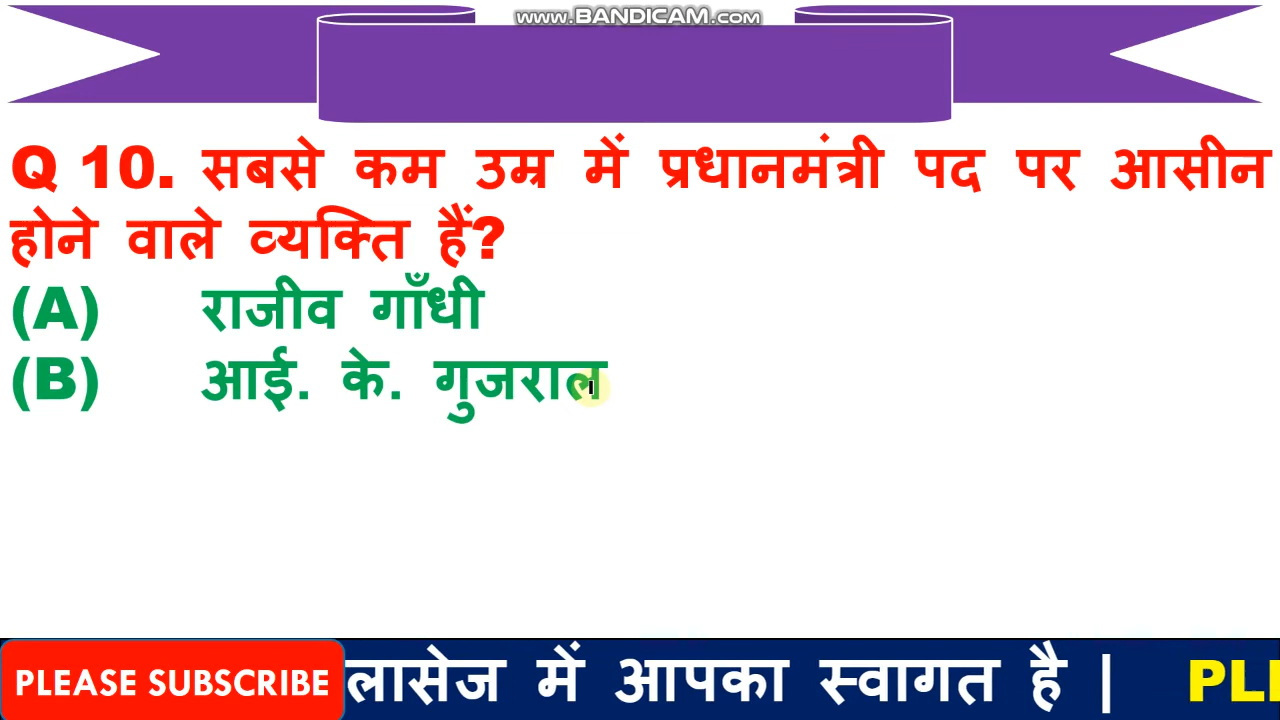 www.BANDICAM.com
Q 10. सबसे कम उम्र में प्रधानमंत्री पद पर आसीन
होने वाले व्यक्ति हैं?
(A) राजीव गाँधी
(B) आई. के. गुजराल
PLEASE SUBSCRIBE लासेज में आपका स्वागत है |